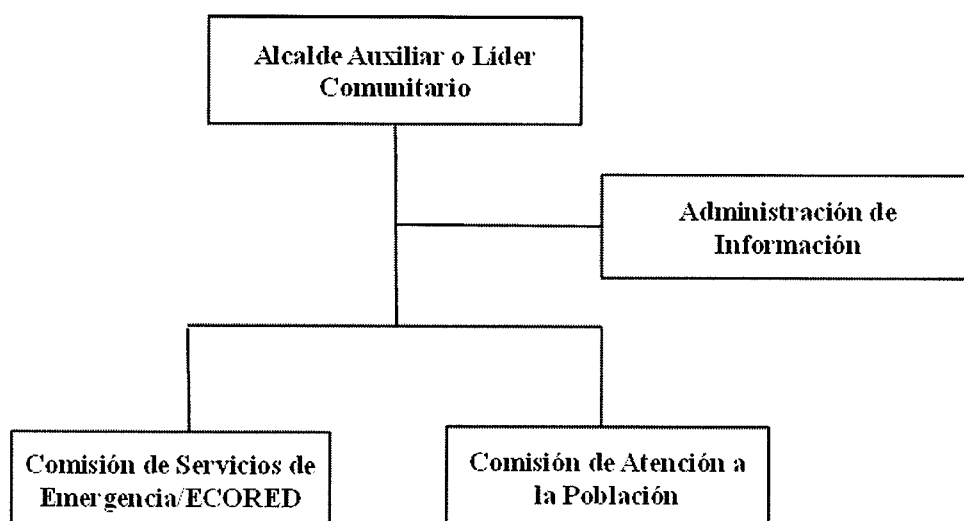 Alcalde Auxiliar o Líder
Comunitario
Administración de
Información
Comisión de Servicios de
Emergencia/ECORED
Comisión de Atención a
la Población